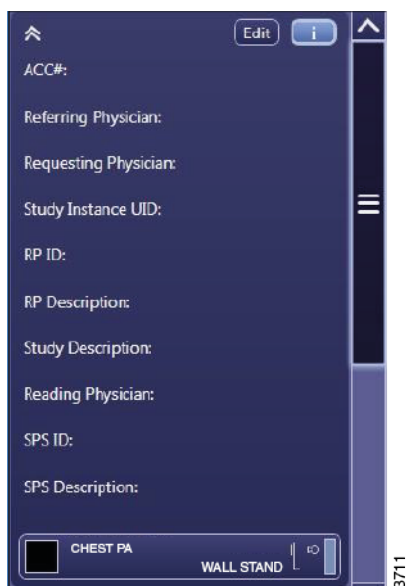 Edit i
ACC#:
Referring Physician:
Requesting Physician:
Study Instance UID:
RP ID:
RP Description:
Study Description:
Reading Physician:
SPS ID:
SPS Description:
CHEST PA
WALL STAND
3711